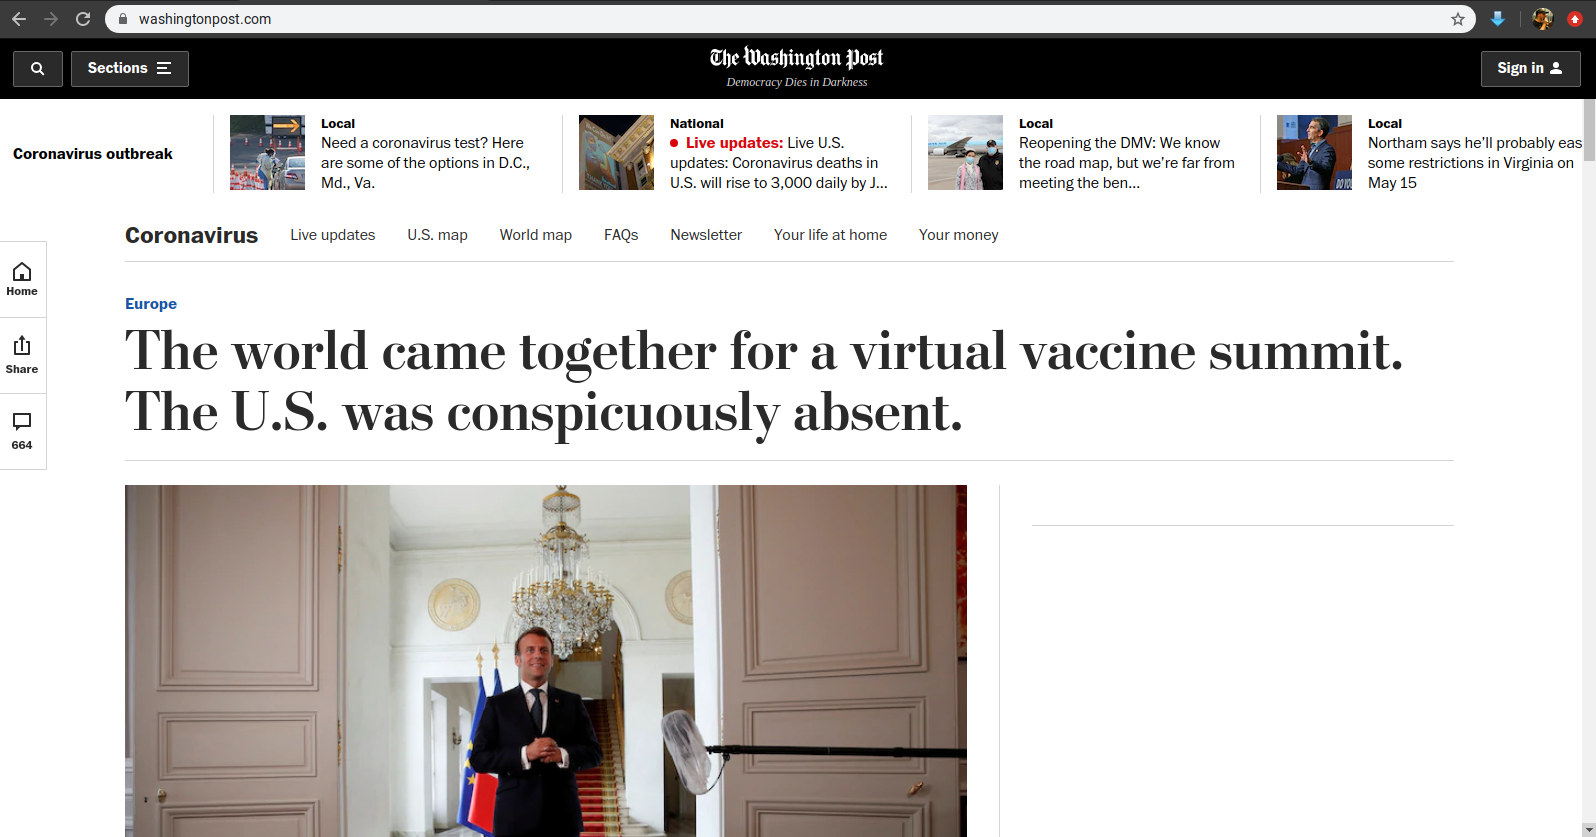 washingtonpost.com
Sections
The Washington Post
Democracy Dies in Darkness
Sign in
Coronavirus outbreak
Local
Need a coronavirus test? Here
are some of the options in D.C.,
Md., Va.
National
Live updates: Live U.S.
updates: Coronavirus deaths in
U.S. will rise to 3,000 daily by J...
Local
Reopening the DMV: We know
the road map, but we’re far from
meeting the ben...
Local
Northam says he’ll probably eas
some restrictions in Virginia on
May 15
Coronavirus
Live updates
U.S. map
World map
FAQs
Newsletter
Your life at home
Your money
Home
Share
664
Europe
The world came together for a virtual vaccine summit.
The U.S. was conspicuously absent.